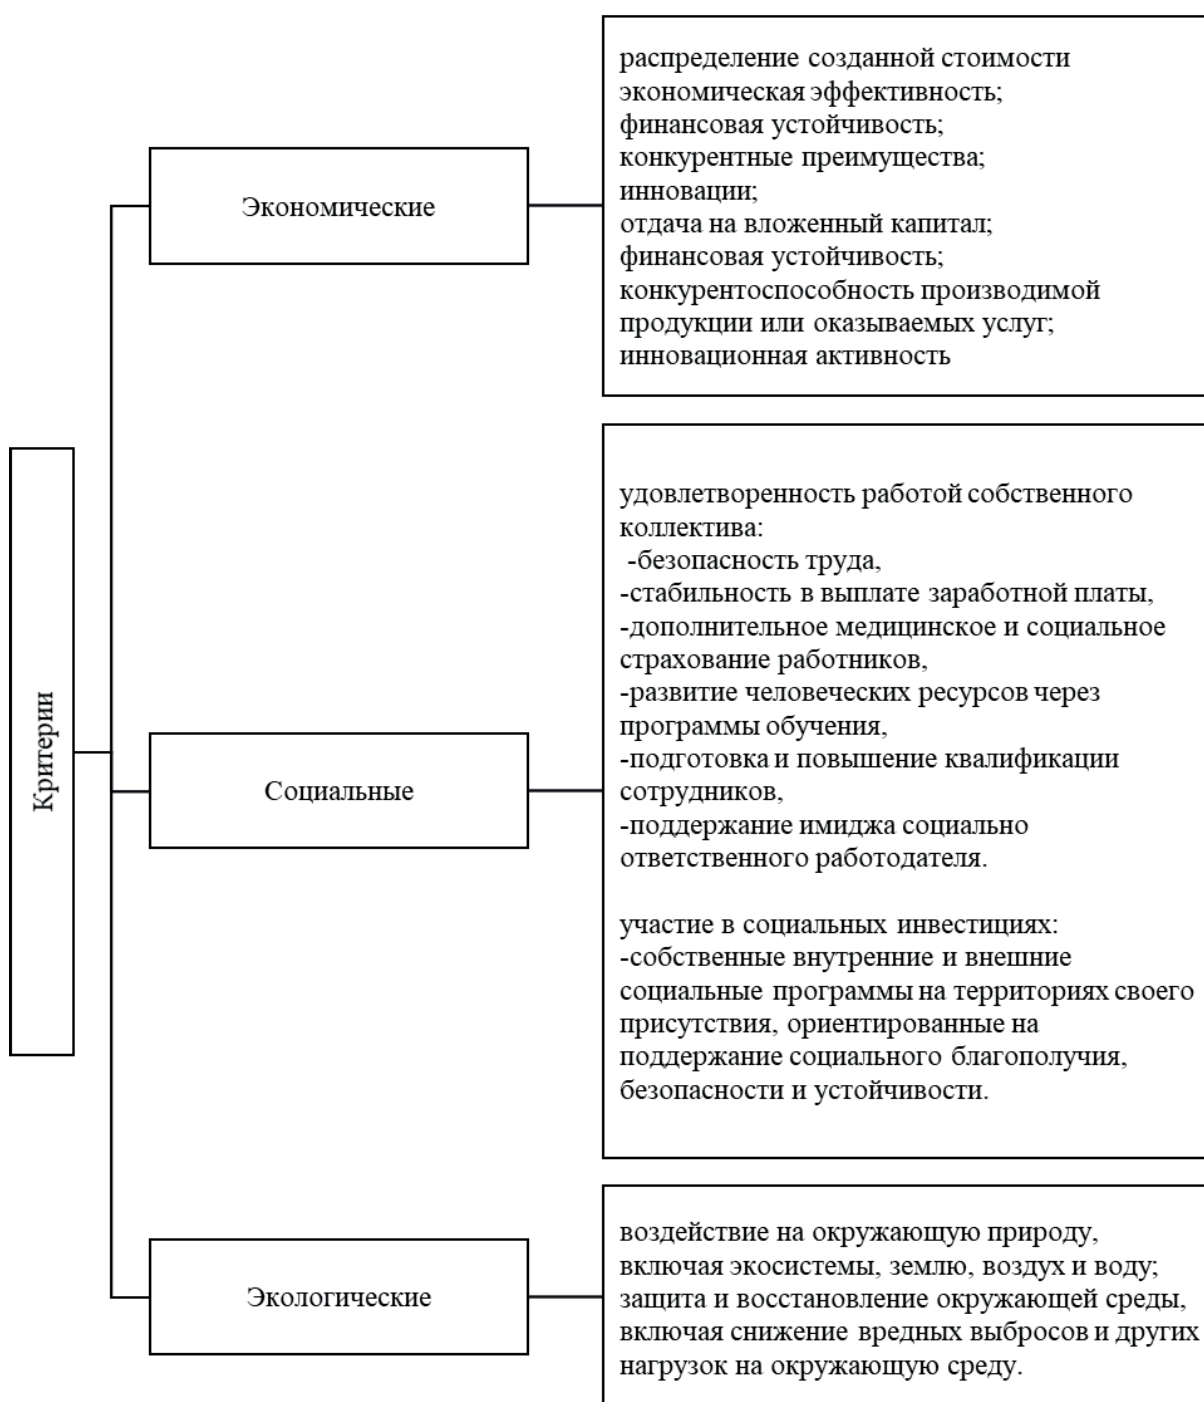 Критерии
Экономические
распределение созданной стоимости
экономическая эффективность;
финансовая устойчивость;
конкурентные преимущества;
инновации;
отдача на вложенный капитал;
финансовая устойчивость;
конкурентоспособность производимой
продукции или оказываемых услуг;
инновационная активность
Социальные
удовлетворенность работой собственного
коллектива:
-безопасность труда,
-стабильность в выплате заработной платы,
-дополнительное медицинское и социальное
страхование работников,
-развитие человеческих ресурсов через
программы обучения,
-подготовка и повышение квалификации
сотрудников,
-поддержание имиджа социально
ответственного работодателя.
участие в социальных инвестициях:
-собственные внутренние и внешние
социальные программы на территориях своего
присутствия, ориентированные на
поддержание социального благополучия,
безопасности и устойчивости.
Экологические
воздействие на окружающую природу,
включая экосистемы, землю, воздух и воду;
защита и восстановление окружающей среды,
включая снижение вредных выбросов и других
нагрузок на окружающую среду.